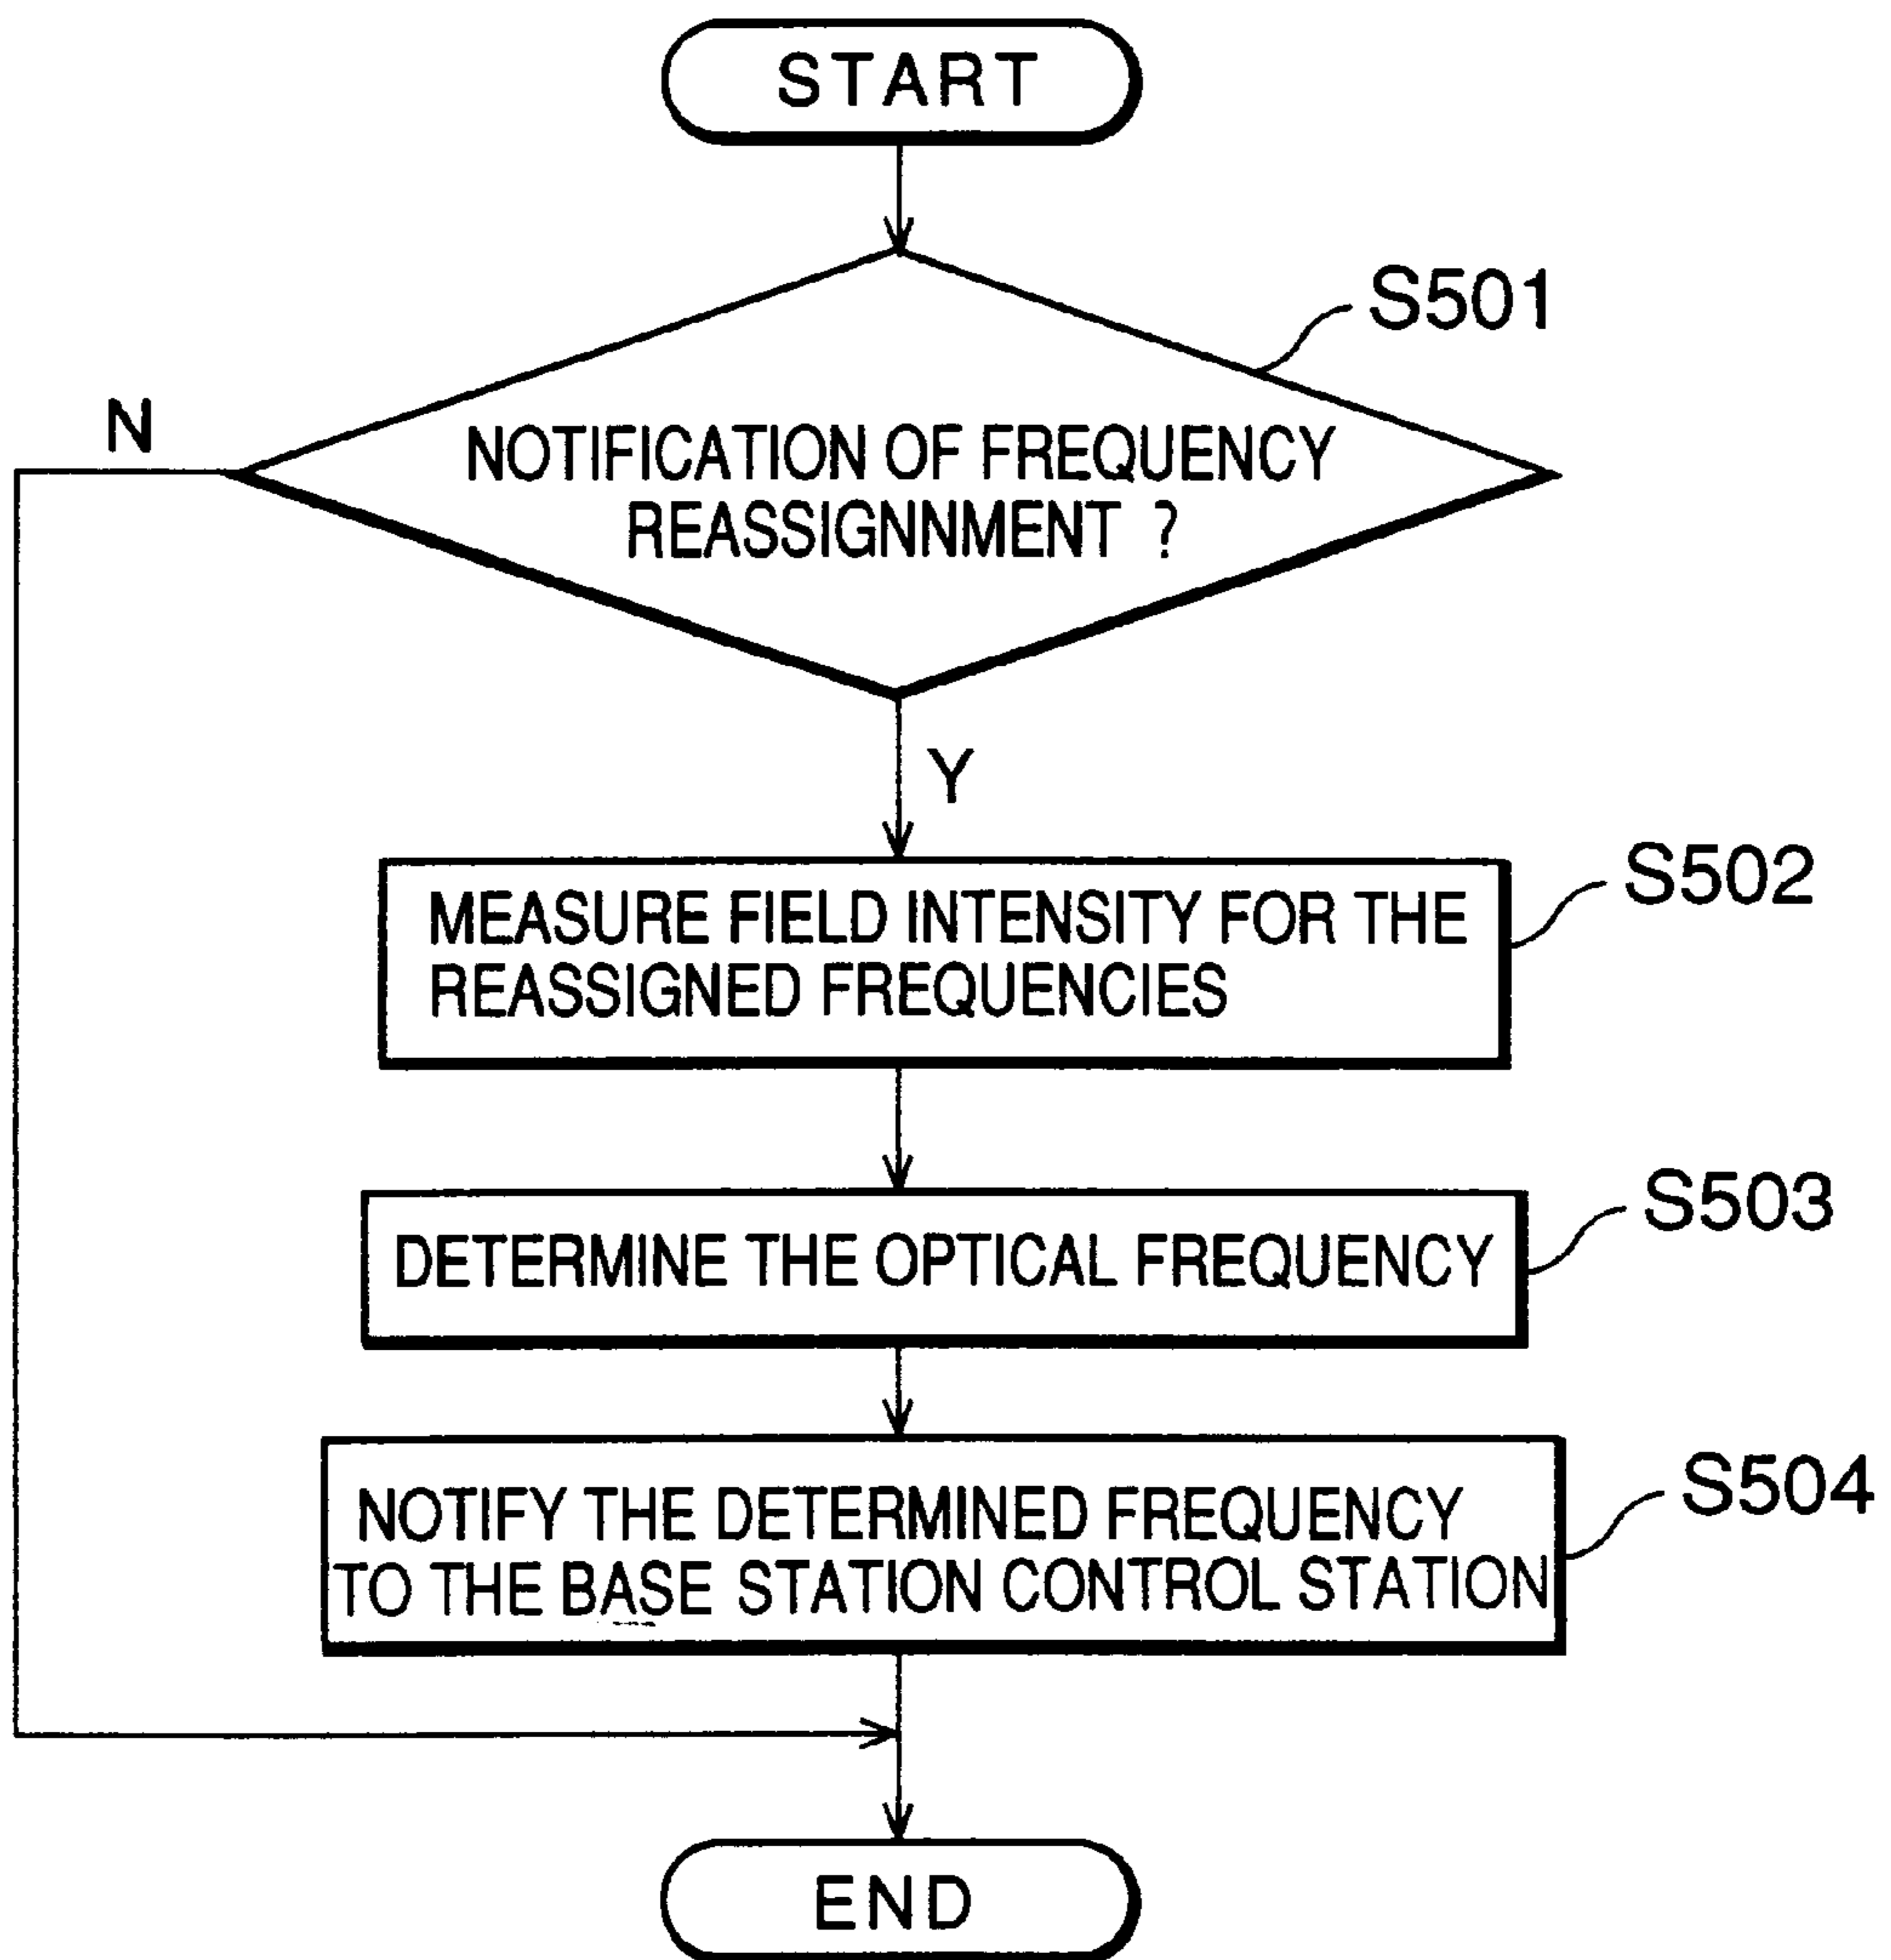 START
S501
N
NOTIFICATION OF FREQUENCY
REASSIGNNMENT ?
Y
S502
MEASURE FIELD INTENSITY FOR THE
REASSIGNED FREQUENCIES
S503
DETERMINE THE OPTICAL FREQUENCY
S504
NOTIFY THE DETERMINED FREQUENCY
TO THE BASE STATION CONTROL STATION
END